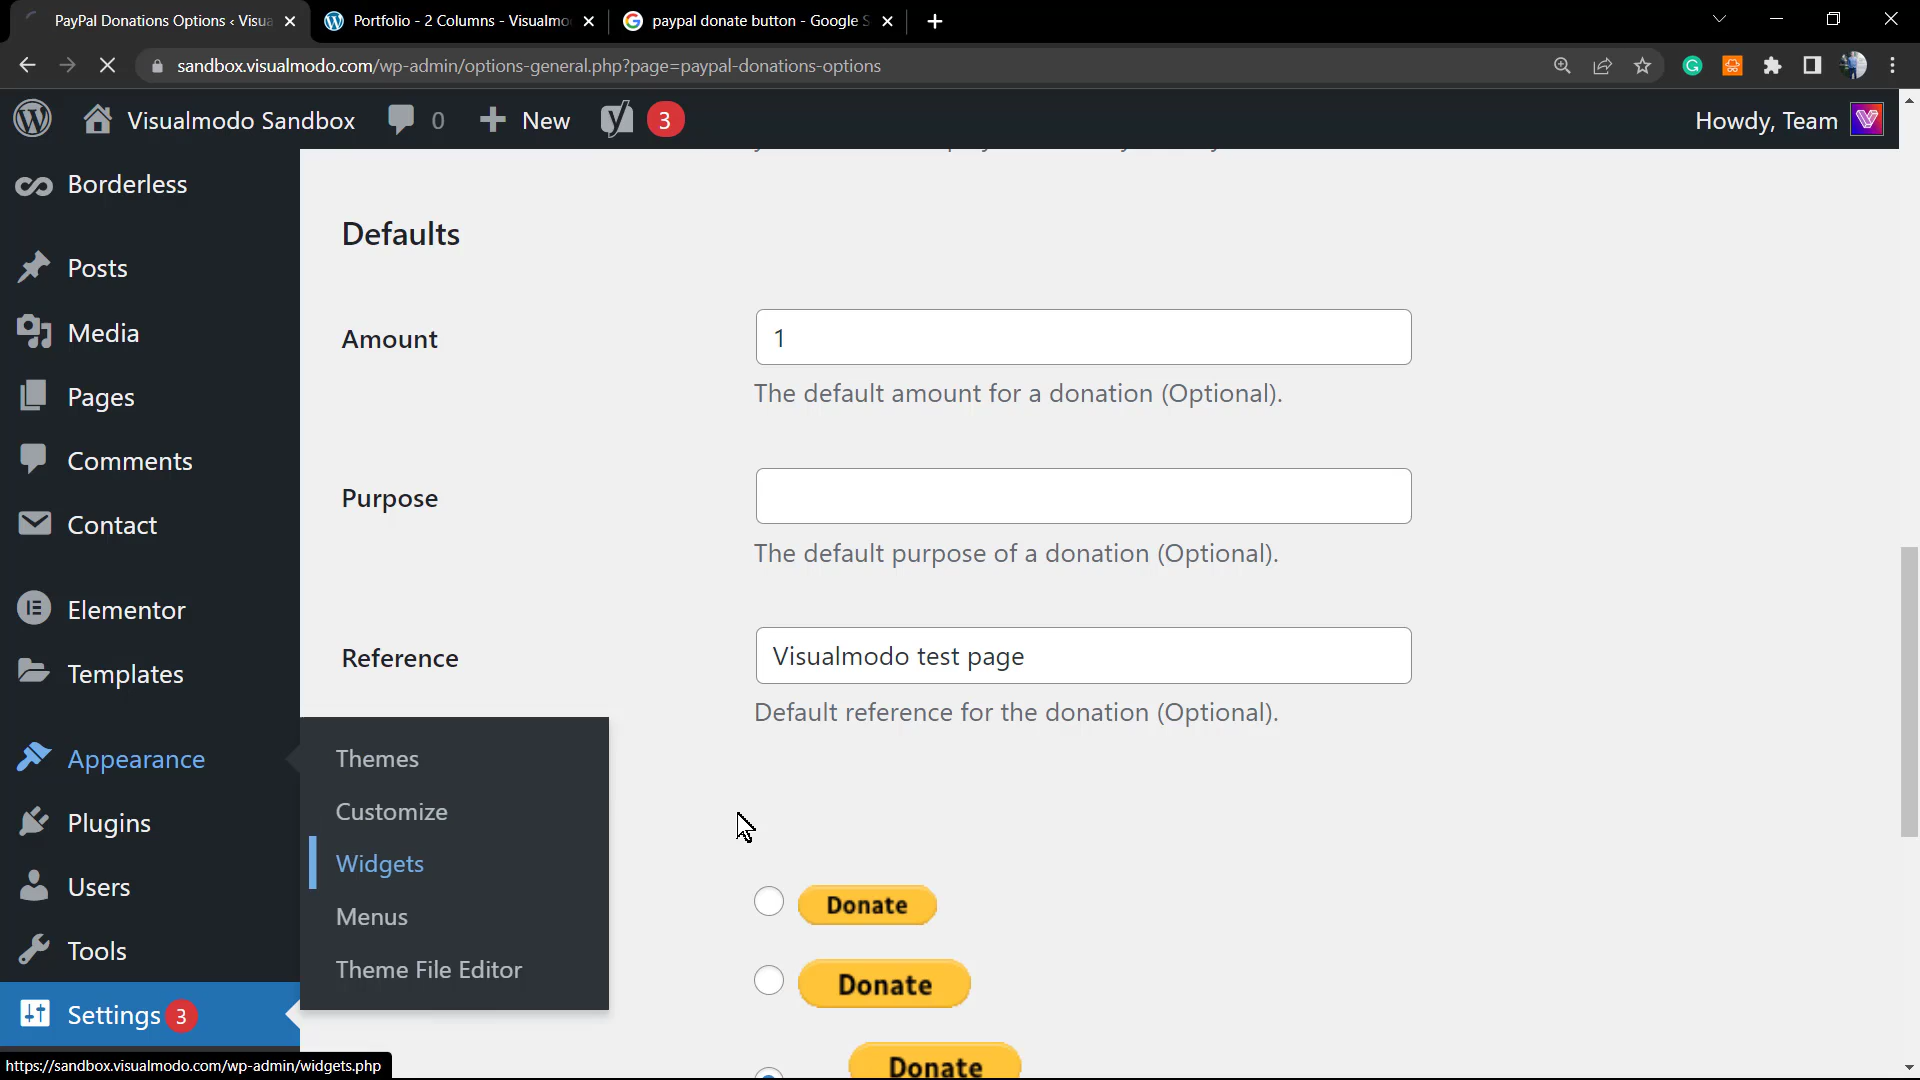 PayPal Donations Options ‹ Visua
Portfolio - 2 Columns - Visualmo
paypal donate button - Google S
sandbox.visualmodo.com/wp-admin/options-general.php?page=paypal-donations-options
Visualmodo Sandbox
0
New
3
Howdy, Team
Borderless
Posts
Media
Pages
Comments
Contact
Elementor
Templates
Appearance
Plugins
Users
Tools
Settings 3
Themes
Customize
Widgets
Menus
Theme File Editor
Defaults
Amount
1
The default amount for a donation (Optional).
Purpose
The default purpose of a donation (Optional).
Reference
Visualmodo test page
Default reference for the donation (Optional).
Donate
Donate
Donate
https://sandbox.visualmodo.com/wp-admin/widgets.php